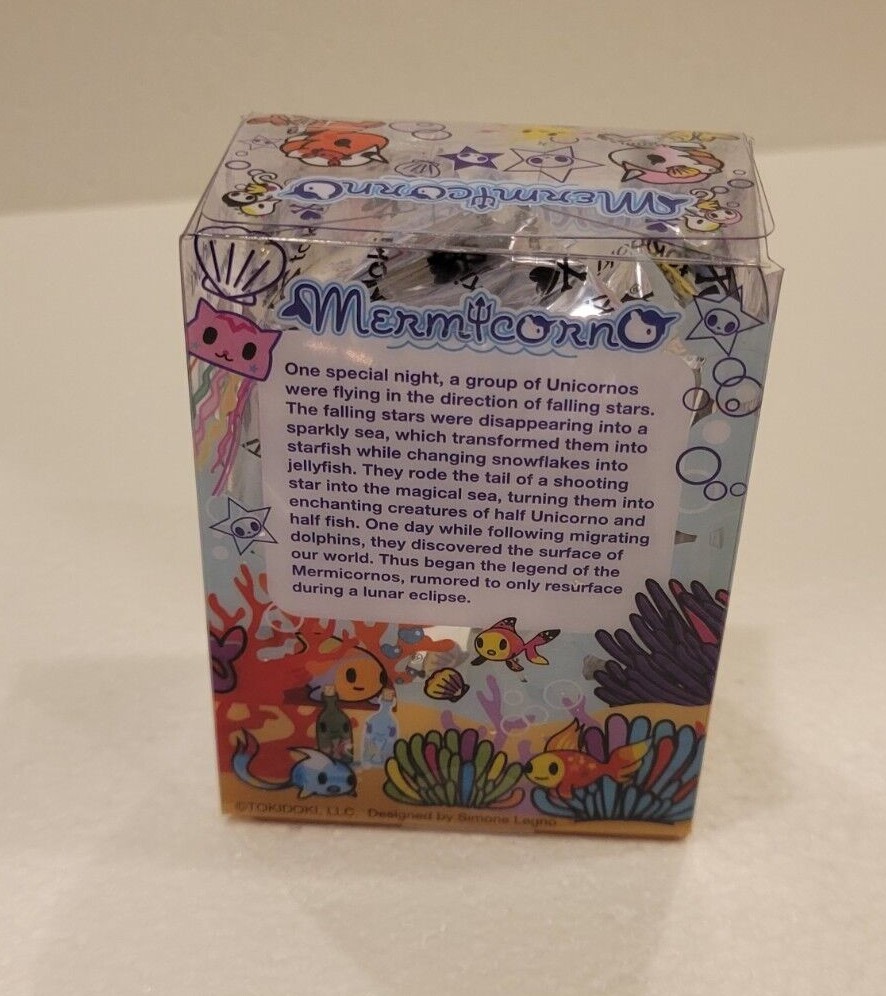 Mermicorno
Mermicorno
One special night, a group of Unicornos
were flying in the direction of falling stars.
The falling stars were disappearing into a
sparkly sea, which transformed them into
starfish while changing snowflakes into
jellyfish. They rode the tail of a shooting
star into the magical sea, turning them into
enchanting creatures of half Unicorno and
half fish. One day while following migrating
dolphins, they discovered the surface of
our world. Thus began the legend of the
Mermicornos, rumored to only resurface
during a lunar eclipse.
©TOKIDOKI, LLC Designed by Simone Legno